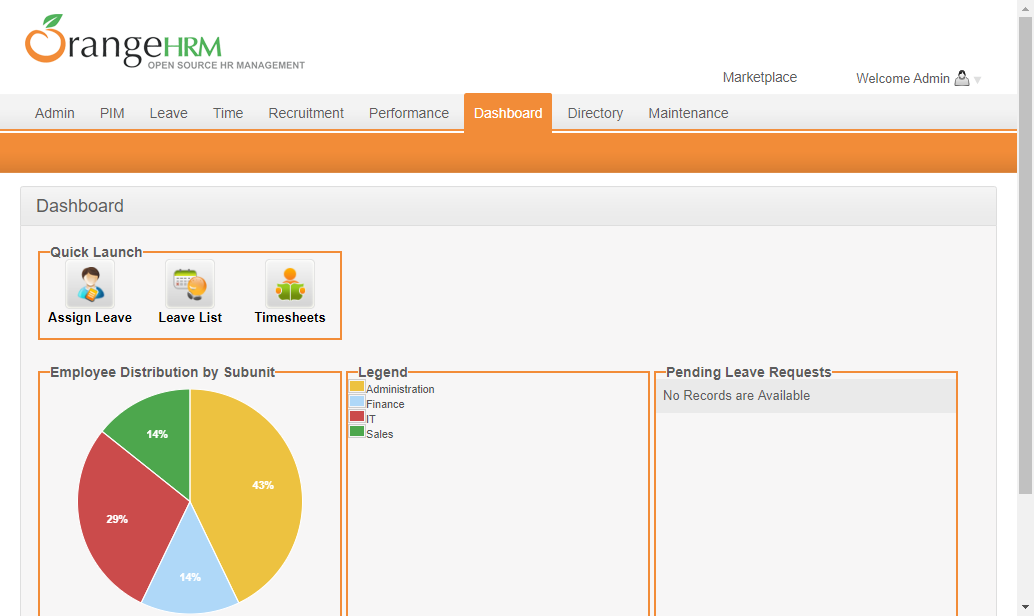 OrangeHRM
OPEN SOURCE HR MANAGEMENT
Marketplace
Welcome Admin
Admin PIM Leave Time Recruitment Performance Dashboard Directory Maintenance
Dashboard
Quick Launch
Assign Leave Leave List Timesheets
Employee Distribution by Subunit
14%
43%
29%
14%
Legend
Administration
Finance
IT
Sales
Pending Leave Requests
No Records are Available